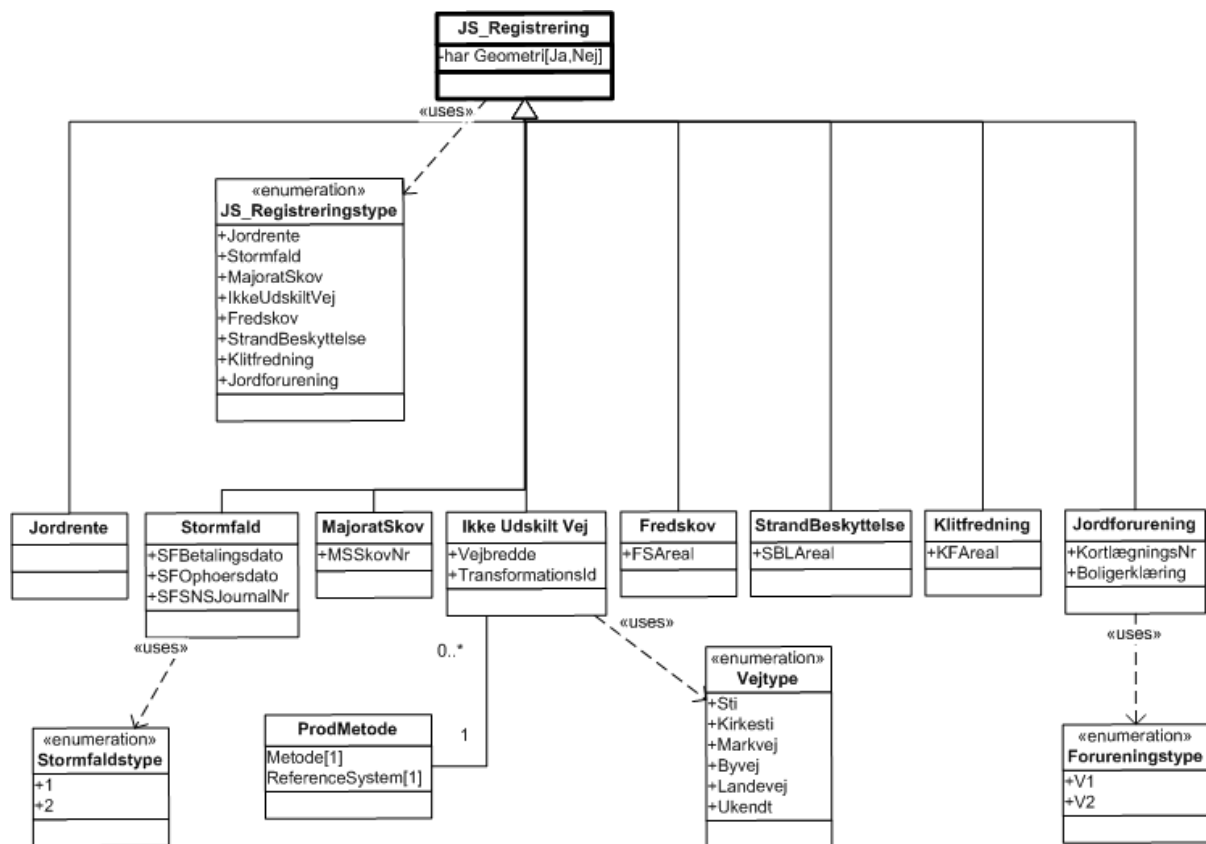 JS_Registrering
-har Geometri[Ja,Nej]
«uses»
«enumeration»
JS_Registreringstype
+Jordrente
+Stormfald
+MajoratSkov
+IkkeUdskiltVej
+Fredskov
+StrandBeskyttelse
+Klitfredning
+Jordforurening
Jordrente
Stormfald
+SFBetalingsdato
+SFOphoersdato
+SFSNSJournalNr
MajoratSkov
+MSSkovNr
Ikke Udskilt Vej
+Vejbredde
+TransformationsId
Fredskov
+FSAreal
StrandBeskyttelse
+SBLAreal
Klitfredning
+KFAreal
Jordforurening
+KortlægningsNr
+Boligerklæring
«uses»
0..*
«uses»
«uses»
«enumeration»
Stormfaldstype
+1
+2
ProdMetode
Metode[1]
ReferenceSystem[1]
1
«enumeration»
Vejtype
+Sti
+Kirkesti
+Markvej
+Byvej
+Landevej
+Ukendt
«enumeration»
Forureningstype
+V1
+V2